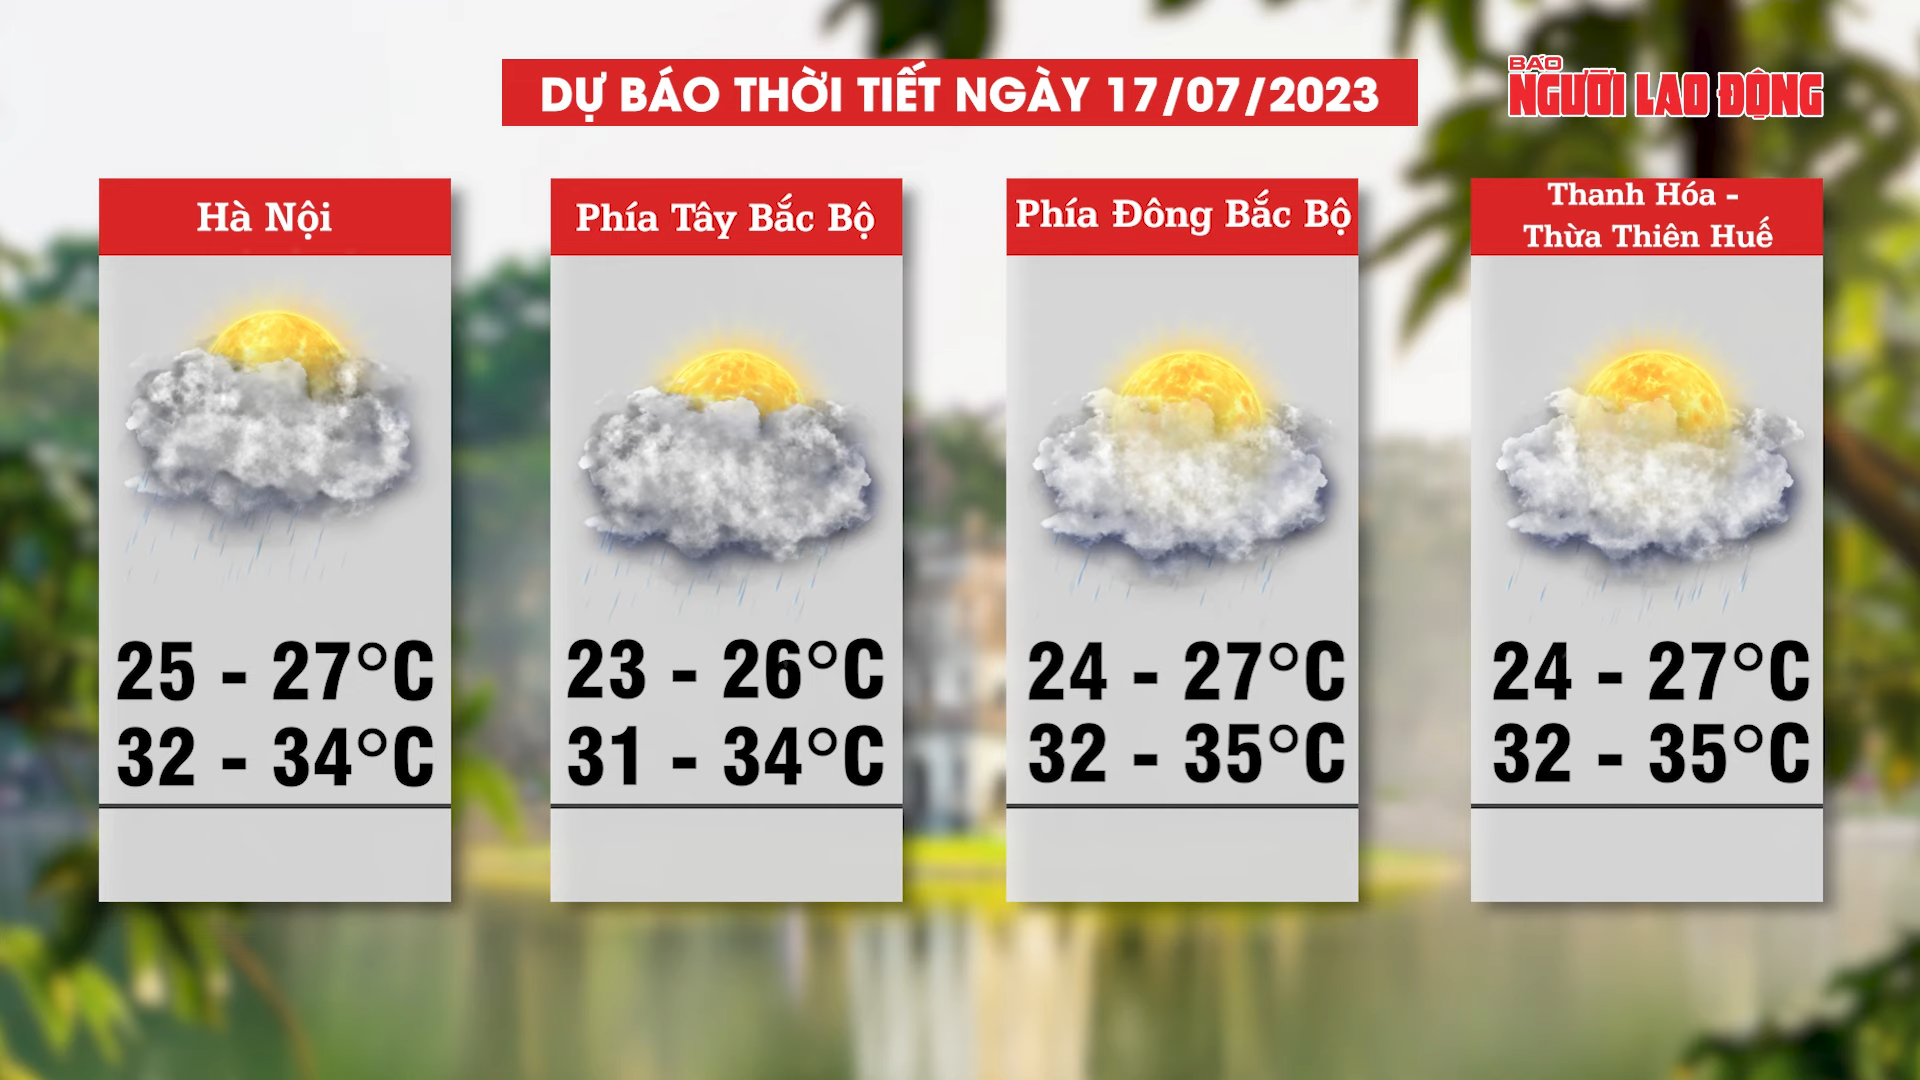 DỰ BÁO THỜI TIẾT NGÀY 17/07/2023
BÁO
NGƯỜI LAO ĐỘNG
Hà Nội
25 - 27°C
32 - 34°C
Phía Tây Bắc Bộ
23 - 26°C
31 - 34°C
Phía Đông Bắc Bộ
24 - 27°C
32 - 35°C
Thanh Hóa -
Thừa Thiên Huế
24 - 27°C
32 - 35°C